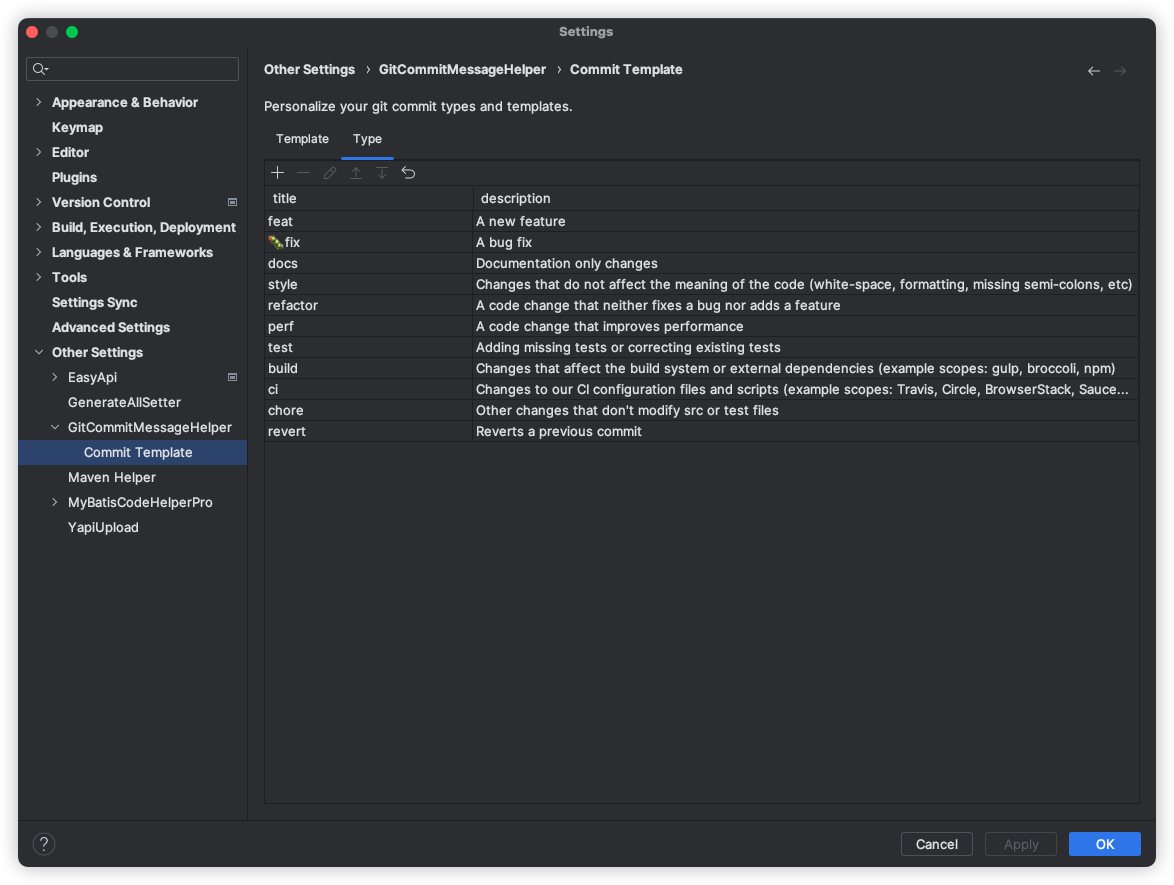 Settings
Other Settings › GitCommitMessageHelper › Commit Template
Personalize your git commit types and templates.
Template Type
Appearance & Behavior
Keymap
Editor
Plugins
Version Control
Build, Execution, Deployment
Languages & Frameworks
Tools
Settings Sync
Advanced Settings
Other Settings
EasyApi
GenerateAllSetter
GitCommitMessageHelper
Commit Template
Maven Helper
MyBatisCodeHelperPro
YapiUpload
title description
feat A new feature
🐛fix A bug fix
docs Documentation only changes
style Changes that do not affect the meaning of the code (white-space, formatting, missing semi-colons, etc)
refactor A code change that neither fixes a bug nor adds a feature
perf A code change that improves performance
test Adding missing tests or correcting existing tests
build Changes that affect the build system or external dependencies (example scopes: gulp, broccoli, npm)
ci Changes to our CI configuration files and scripts (example scopes: Travis, Circle, BrowserStack, Sauce...
chore Other changes that don't modify src or test files
revert Reverts a previous commit
? Cancel Apply OK